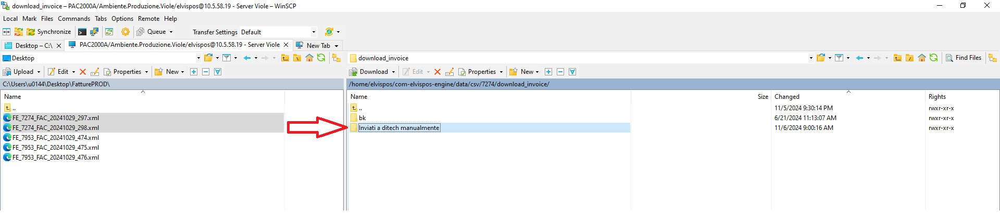 download_invoice – PAC2000A/Ambiente.Produzione.Viole/elvispos@10.5.58.19 - Server Viole – WinSCP
Local Mark Files Commands Tabs Options Remote Help
Synchronize Queue Transfer Settings Default
Desktop – C:\ PAC2000A/Ambiente.Produzione.Viole/elvispos@10.5.58.19 - Server Viole New Tab
Desktop
Upload Edit Properties New
C:\Users\u0144\Desktop\FatturePROD\
Name
..
FE_7274_FAC_20241029_297.xml
FE_7274_FAC_20241029_298.xml
FE_7953_FAC_20241029_474.xml
FE_7953_FAC_20241029_475.xml
FE_7953_FAC_20241029_476.xml
download_invoice Find Files
Download Edit Properties New
/home/elvispos/com-elvispos-engine/data/csv/7274/download_invoice/
Name Size Changed Rights
.. 11/5/2024 9:30:14 PM rwxr-xr-x
bk 6/21/2024 11:13:07 AM rwxr-xr-x
Inviati a ditech manualmente 11/6/2024 9:00:16 AM rwxr-xr-x